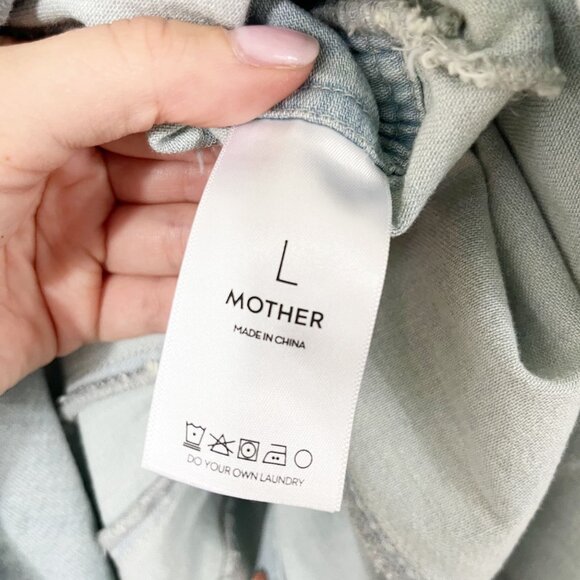 L
MOTHER
MADE IN CHINA
DO YOUR OWN LAUNDRY